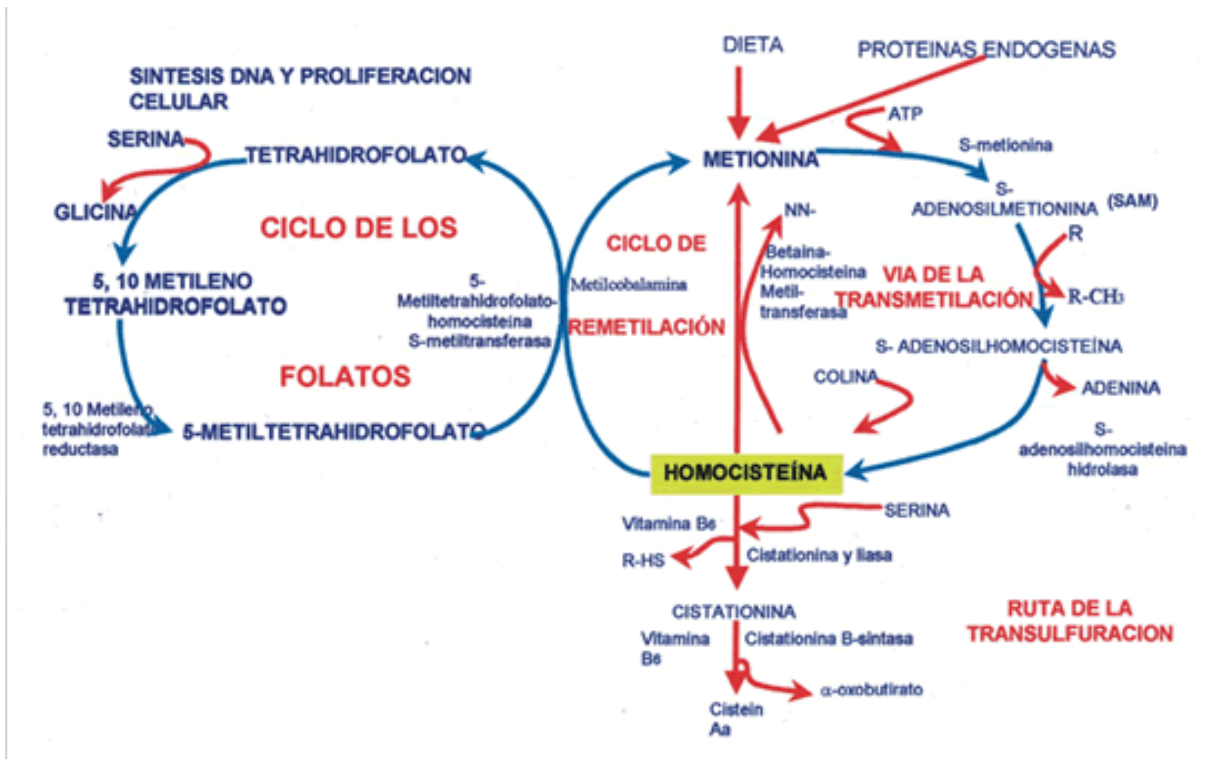 DIETA
PROTEINAS ENDOGENAS
SINTESIS DNA Y PROLIFERACION
CELULAR
SERINA
TETRAHIDROFOLATO
METIONINA
ATP
S-metionina
S-
ADENOSILMETIONINA
(SAM)
GLICINA
CICLO DE LOS
FOLATOS
5, 10 METILENO
TETRAHIDROFOLATO
5, 10 Metileno
tetrahidrofolato
reductasa
5-METILTETRAHIDROFOLATO
5-
Metiltetrahidrofolato-
homocisteina
S-metiltransferasa
CICLO DE
Metilcobalamina
REMETILACIÓN
NN-
Betaina-
Homocisteina
Metil-
transferasa
VIA DE LA
TRANSMETILACIÓN
R
R-CH3
S- ADENOSILHOMOCISTEÍNA
COLINA
ADENINA
S-
adenosilhomocisteina
hidrolasa
HOMOCISTEÍNA
Vitamina B6
SERINA
R-HS
Cistationina y liasa
CISTATIONINA
RUTA DE LA
TRANSULFURACION
Vitamina
B6
Cistationina B-sintasa
α-oxobutirato
Cistein
Aa